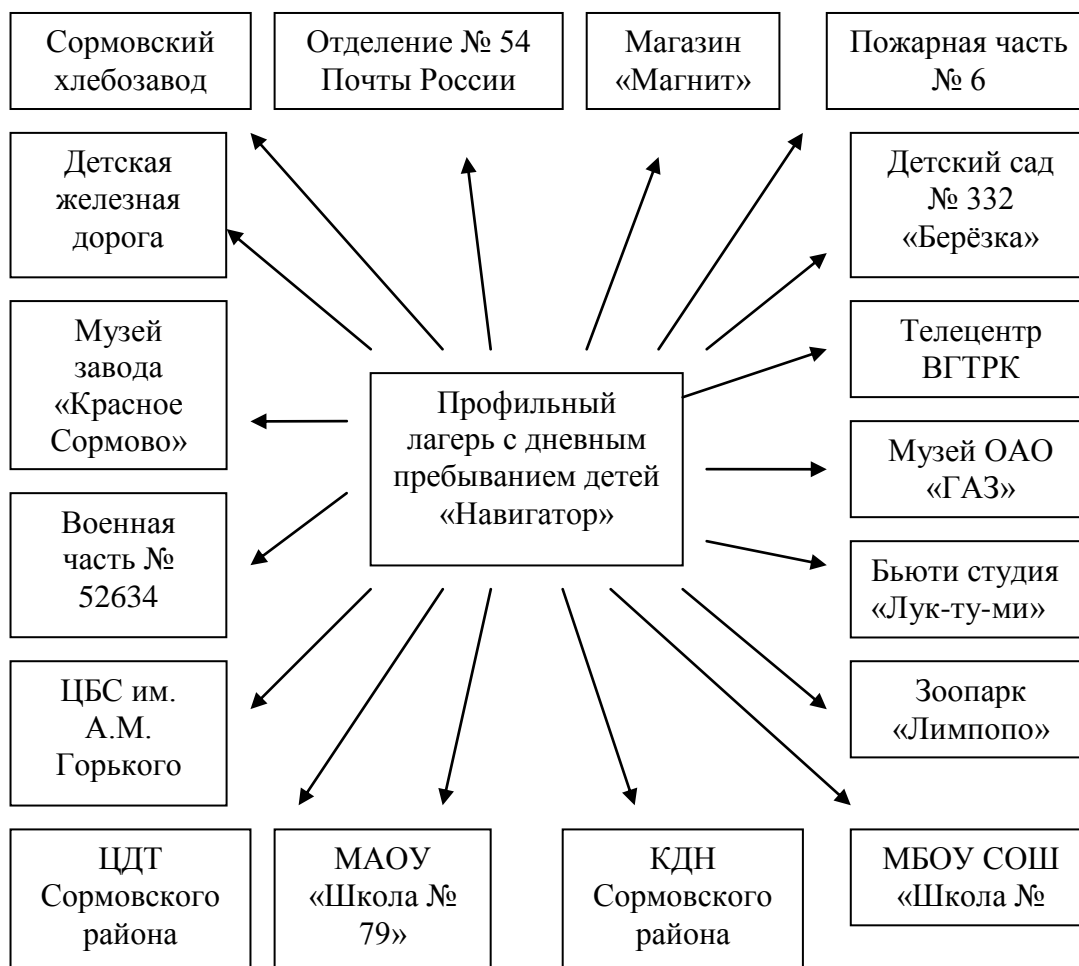 Сормовский
хлебозавод
Отделение № 54
Почты России
Магазин
«Магнит»
Пожарная часть
№ 6
Детская
железная
дорога
Детский сад
№ 332
«Берёзка»
Музей
завода
«Красное
Сормово»
Профильный
лагерь с дневным
пребыванием детей
«Навигатор»
Телецентр
ВГТРК
Музей ОАО
«ГАЗ»
Военная
часть №
52634
Бьюти студия
«Лук-ту-ми»
ЦБС им.
А.М.
Горького
Зоопарк
«Лимпопо»
ЦДТ
Сормовского
района
МАОУ
«Школа №
79»
КДН
Сормовского
района
МБОУ СОШ
«Школа №